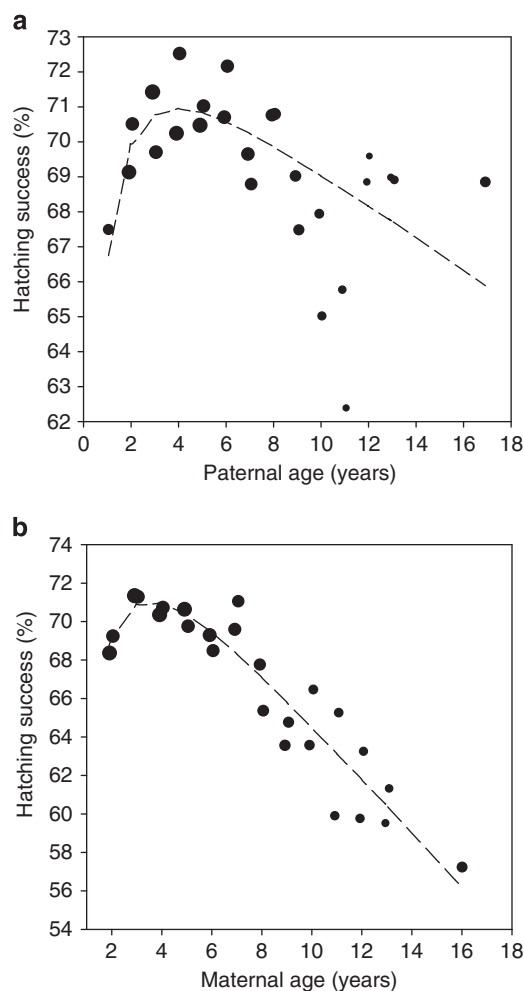 a
73
72
71
70
69
68
67
66
65
64
63
62
Hatching success (%)
0 2 4 6 8 10 12 14 16 18
Paternal age (years)
b
74
72
70
68
66
64
62
60
58
56
54
Hatching success (%)
2 4 6 8 10 12 14 16 18
Maternal age (years)